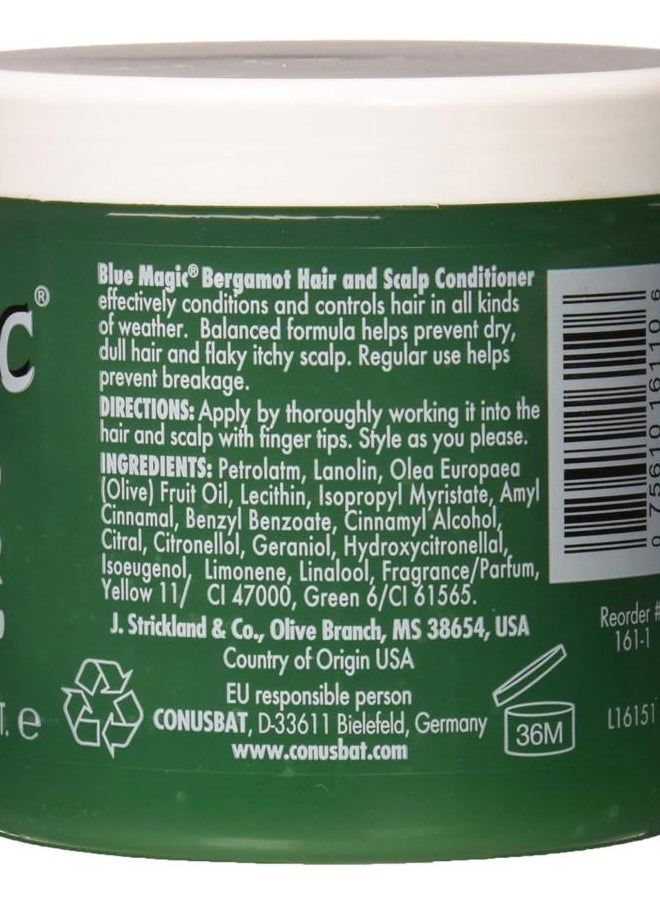 C®
Blue Magic® Bergamot Hair and Scalp Conditioner
effectively conditions and controls hair in all kinds
of weather. Balanced formula helps prevent dry,
dull hair and flaky itchy scalp. Regular use helps
prevent breakage.
DIRECTIONS: Apply by thoroughly working it into the
hair and scalp with finger tips. Style as you please.
INGREDIENTS: Petrolatm, Lanolin, Olea Europaea
(Olive) Fruit Oil, Lecithin, Isopropyl Myristate, Amyl
Cinnamal, Benzyl Benzoate, Cinnamyl Alcohol,
Citral, Citronellol, Geraniol, Hydroxycitronellal,
Isoeugenol, Limonene, Linalool, Fragrance/Parfum,
Yellow 11/ CI 47000, Green 6/CI 61565.
J. Strickland & Co., Olive Branch, MS 38654, USA
Country of Origin USA
EU responsible person
CONUSBAT, D-33611 Bielefeld, Germany
www.conusbat.com
T. e
36M
0 75610 16110 6
Reorder #
161-1
L16151